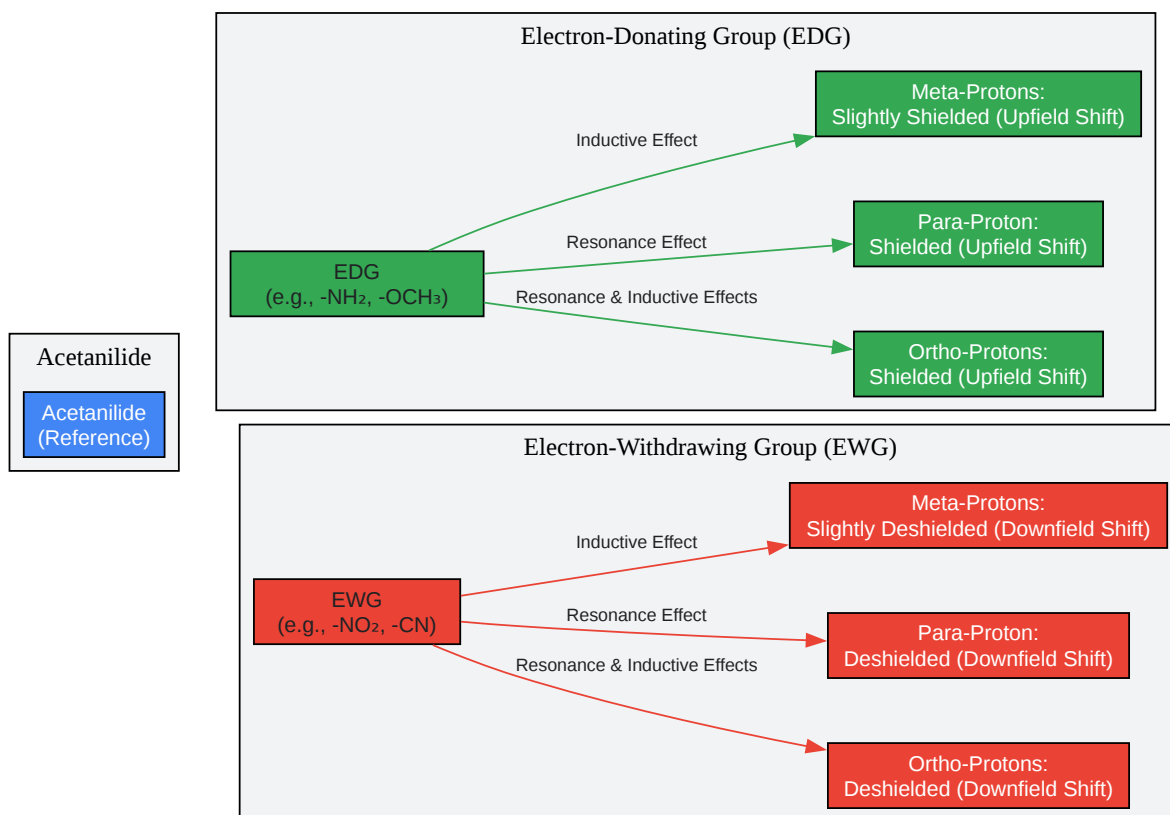 Electron-Donating Group (EDG)
Meta-Protons:
Slightly Shielded (Upfield Shift)
Inductive Effect
Para-Proton:
Shielded (Upfield Shift)
Resonance Effect
EDG
(e.g., -NH₂, -OCH₃)
Resonance & Inductive Effects
Ortho-Protons:
Shielded (Upfield Shift)
Acetanilide
Acetanilide
(Reference)
Electron-Withdrawing Group (EWG)
Meta-Protons:
Slightly Deshielded (Downfield Shift)
Inductive Effect
EWG
(e.g., -NO₂, -CN)
Resonance Effect
Para-Proton:
Deshielded (Downfield Shift)
Resonance & Inductive Effects
Ortho-Protons:
Deshielded (Downfield Shift)